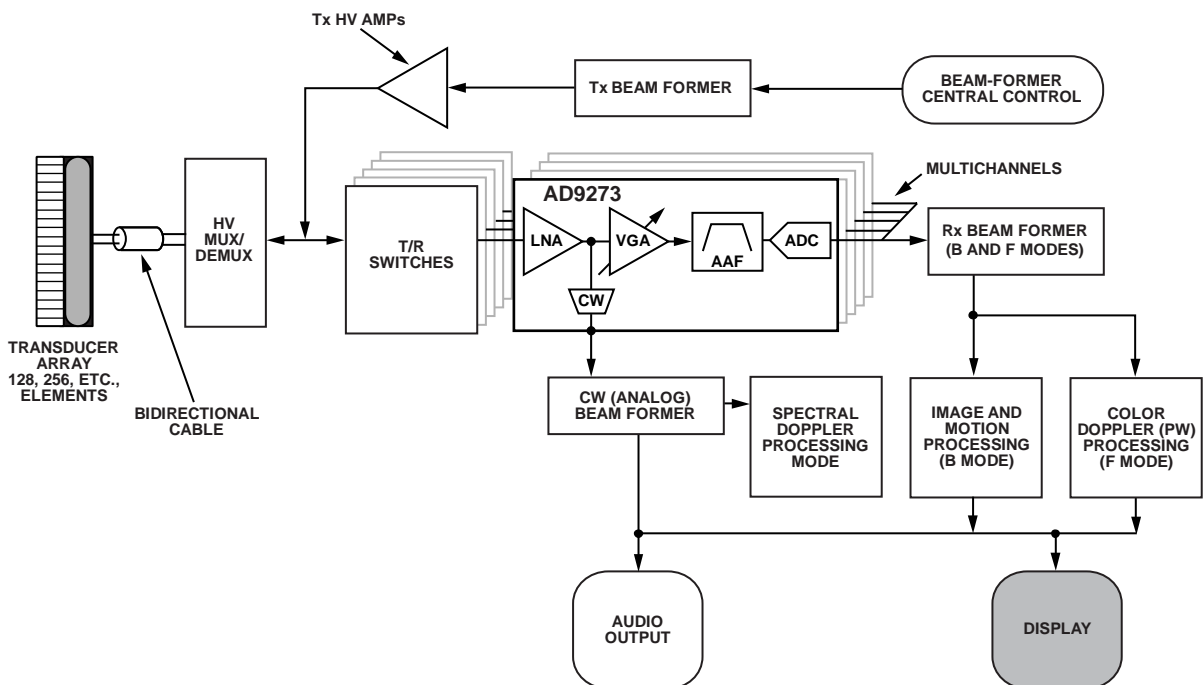 Tx HV AMPs
Tx BEAM FORMER
BEAM-FORMER
CENTRAL CONTROL
HV
MUX/
DEMUX
T/R
SWITCHES
AD9273
LNA
VGA
AAF
ADC
CW
MULTICHANNELS
Rx BEAM FORMER
(B AND F MODES)
TRANSDUCER
ARRAY
128, 256, ETC.,
ELEMENTS
BIDIRECTIONAL
CABLE
CW (ANALOG)
BEAM FORMER
SPECTRAL
DOPPLER
PROCESSING
MODE
IMAGE AND
MOTION
PROCESSING
(B MODE)
COLOR
DOPPLER (PW)
PROCESSING
(F MODE)
AUDIO
OUTPUT
DISPLAY